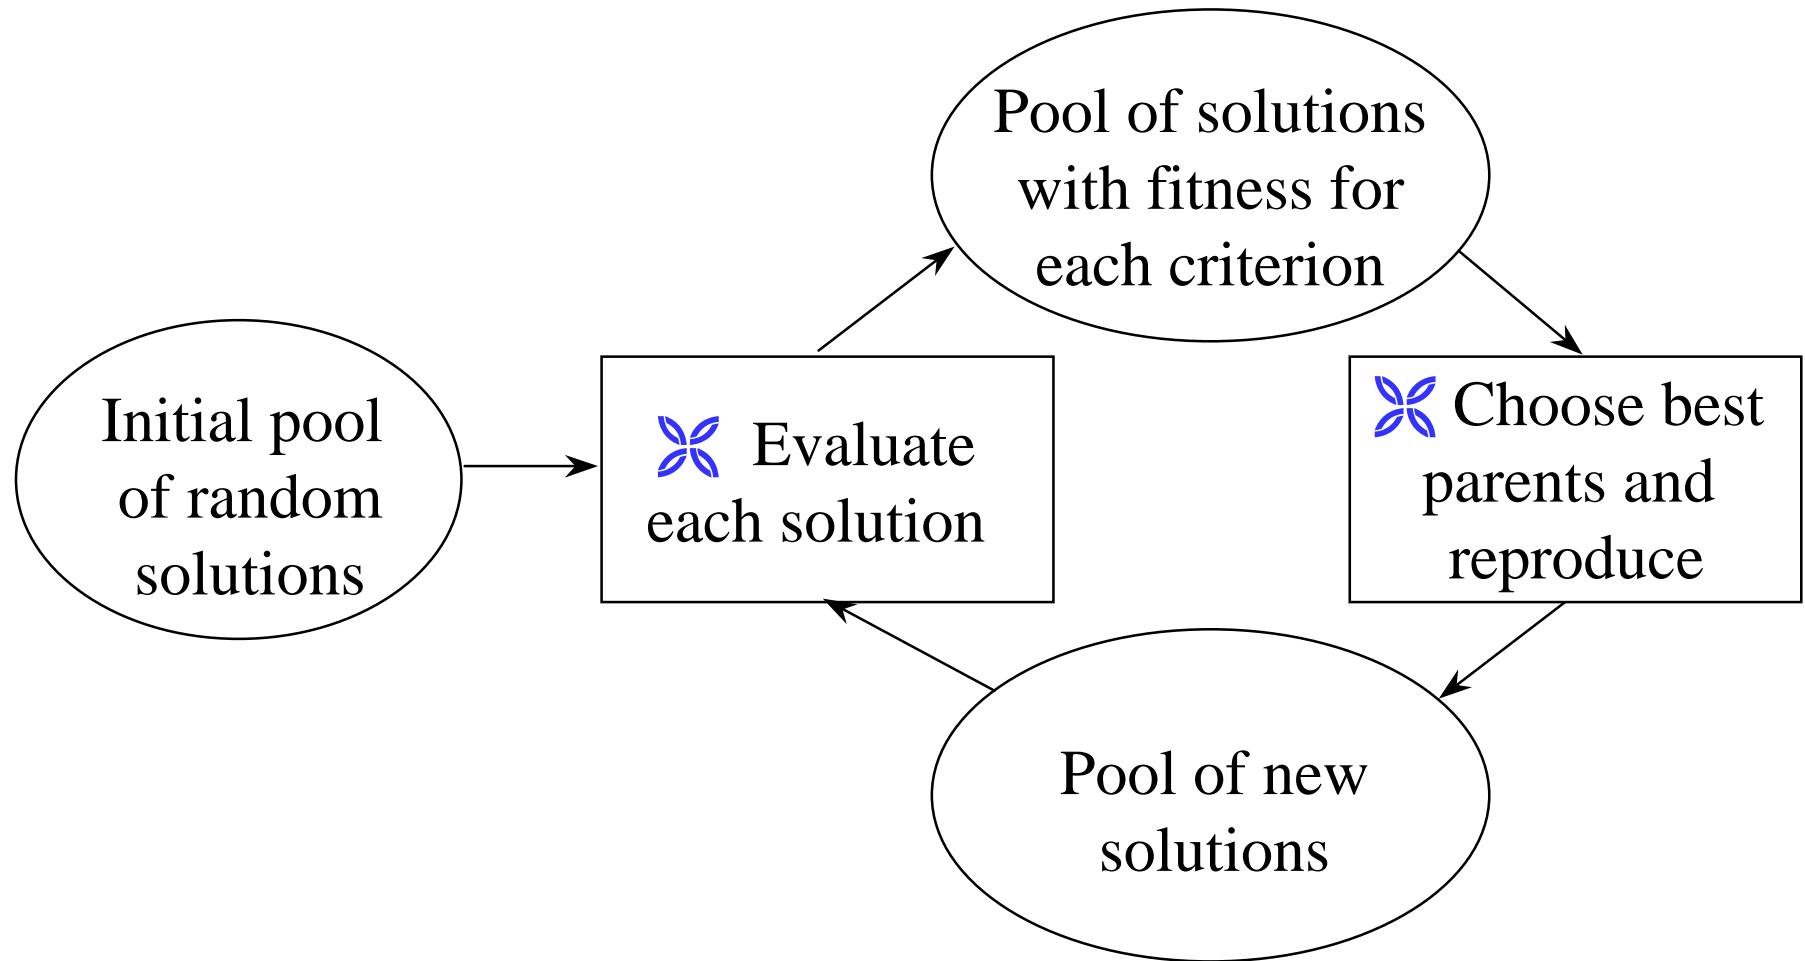 Pool of solutions
with fitness for
each criterion
Initial pool
of random
solutions
Evaluate
each solution
Choose best
parents and
reproduce
Pool of new
solutions